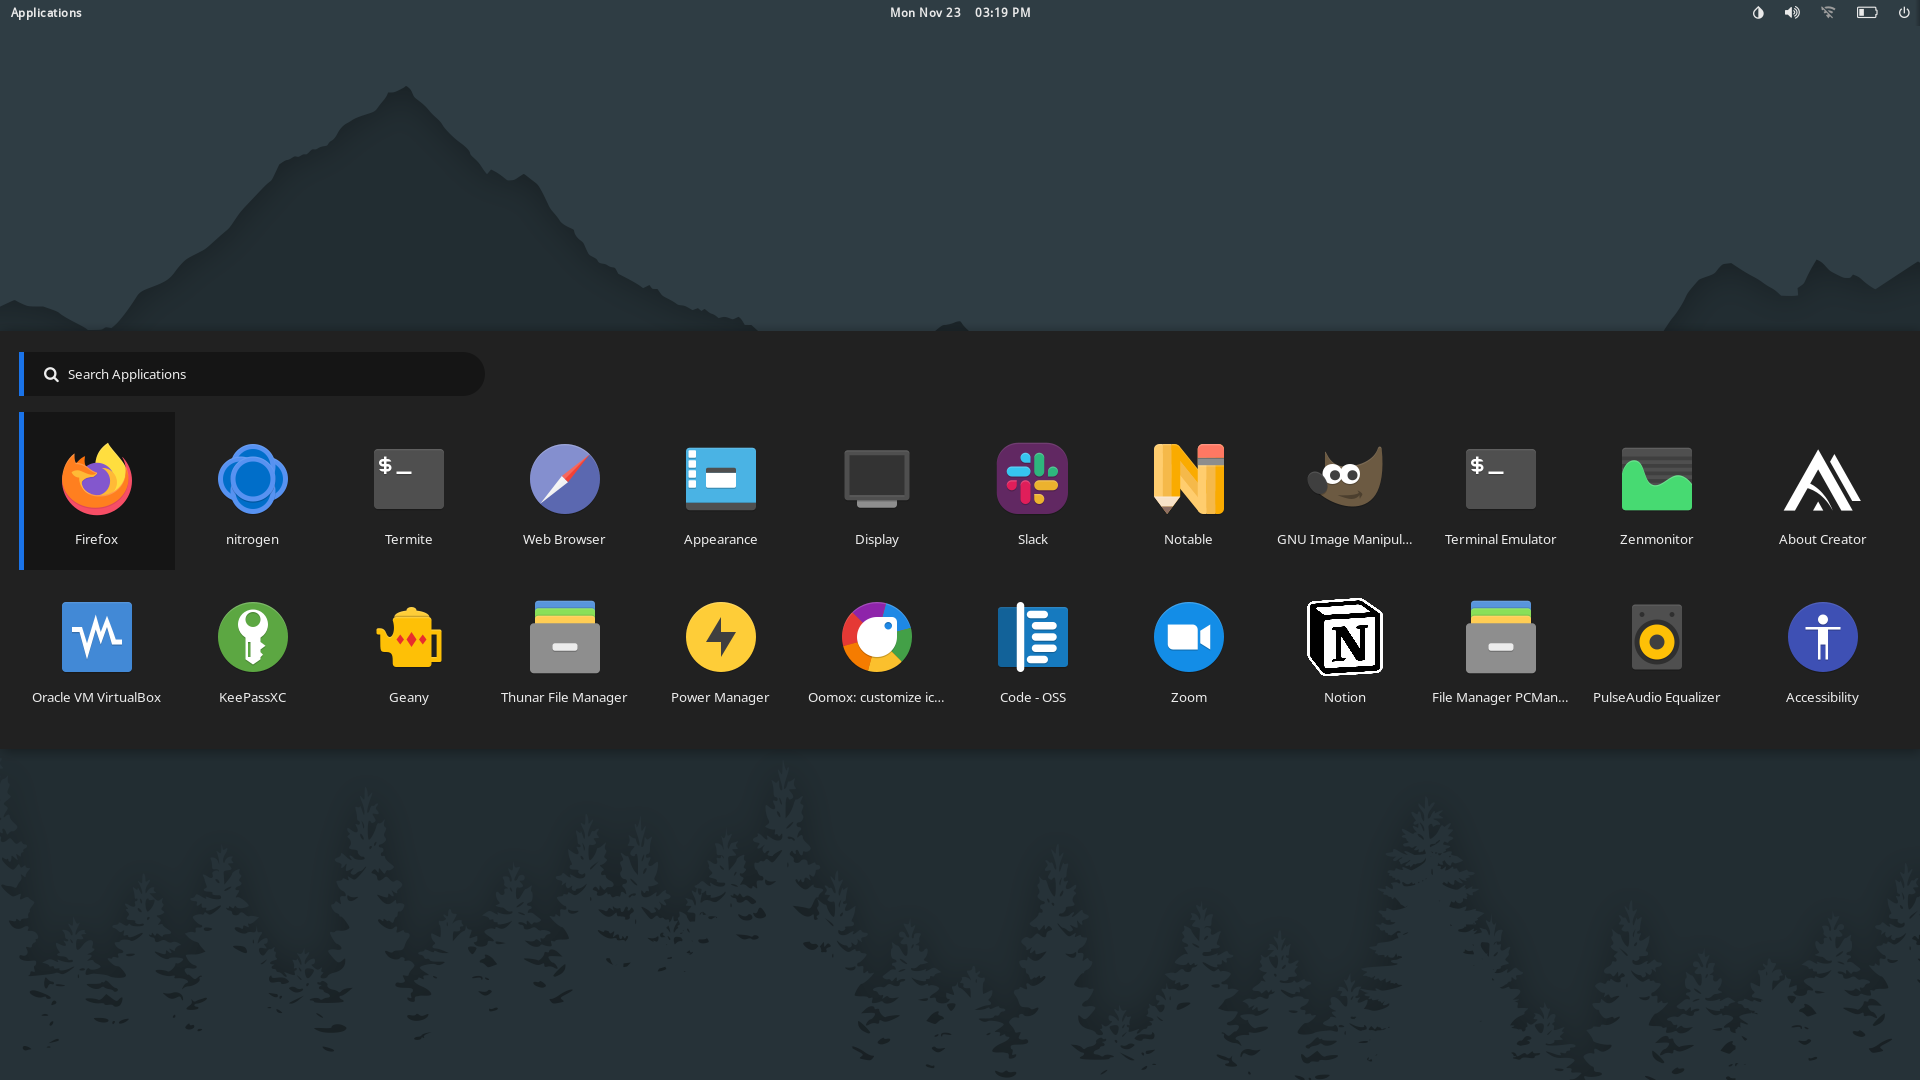 Applications
Mon Nov 23 03:19 PM
Search Applications
$_
$_
Firefox
nitrogen
Termite
Web Browser
Appearance
Display
Slack
Notable
GNU Image Manipul...
Terminal Emulator
Zenmonitor
About Creator
N
Oracle VM VirtualBox
KeePassXC
Geany
Thunar File Manager
Power Manager
Oomox: customize ic...
Code - OSS
Zoom
Notion
File Manager PCMan...
PulseAudio Equalizer
Accessibility